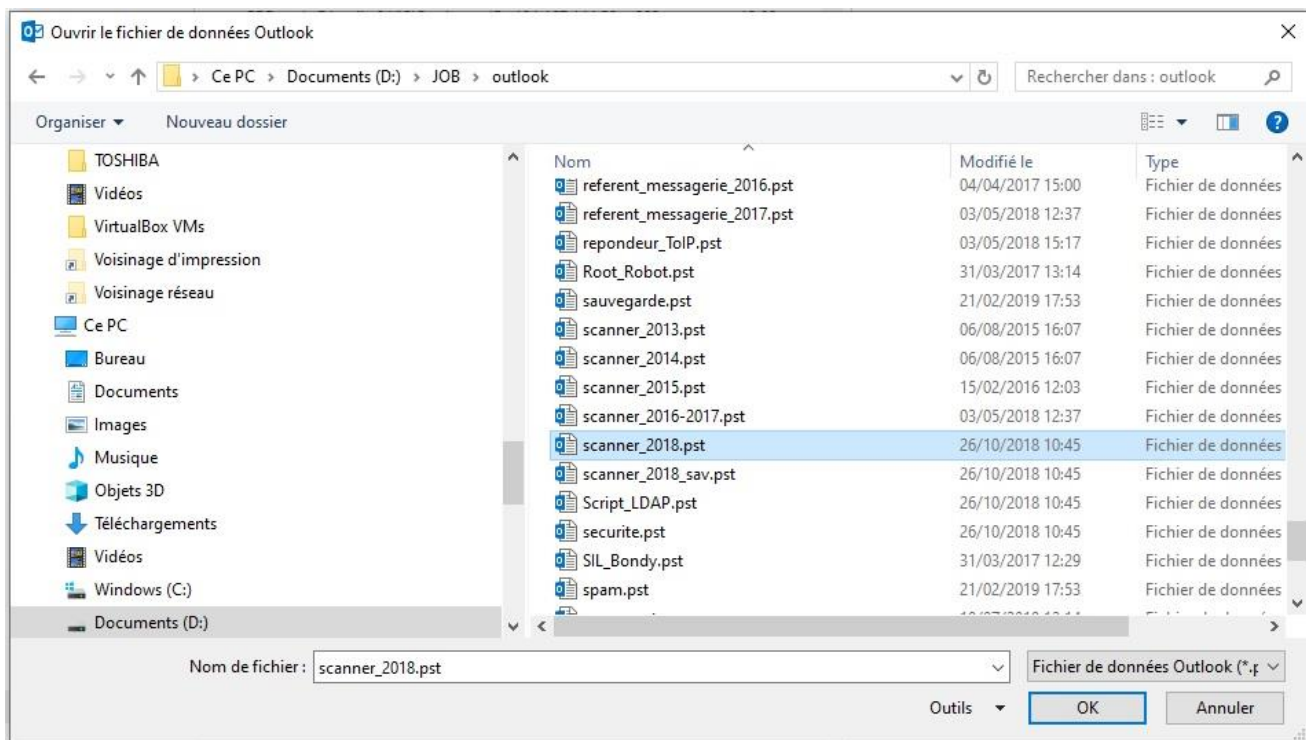 Ouvrir le fichier de données Outlook
Ce PC > Documents (D:) > JOB > outlook
Rechercher dans : outlook
Organiser
Nouveau dossier
TOSHIBA
Vidéos
VirtualBox VMs
Voisinage d'impression
Voisinage réseau
Ce PC
Bureau
Documents
Images
Musique
Objets 3D
Téléchargements
Vidéos
Windows (C:)
Documents (D:)
Nom Modifié le Type
referent_messagerie_2016.pst 04/04/2017 15:00 Fichier de données
referent_messagerie_2017.pst 03/05/2018 12:37 Fichier de données
repondeur_ToIP.pst 03/05/2018 15:17 Fichier de données
Root_Robot.pst 31/03/2017 13:14 Fichier de données
sauvegarde.pst 21/02/2019 17:53 Fichier de données
scanner_2013.pst 06/08/2015 16:07 Fichier de données
scanner_2014.pst 06/08/2015 16:07 Fichier de données
scanner_2015.pst 15/02/2016 12:03 Fichier de données
scanner_2016-2017.pst 03/05/2018 12:37 Fichier de données
scanner_2018.pst 26/10/2018 10:45 Fichier de données
scanner_2018_sav.pst 26/10/2018 10:45 Fichier de données
Script_LDAP.pst 26/10/2018 10:45 Fichier de données
securite.pst 26/10/2018 10:45 Fichier de données
SIL_Bondy.pst 31/03/2017 12:29 Fichier de données
spam.pst 21/02/2019 17:53 Fichier de données
Nom de fichier : scanner_2018.pst
Fichier de données Outlook (*.p
Outils
OK
Annuler